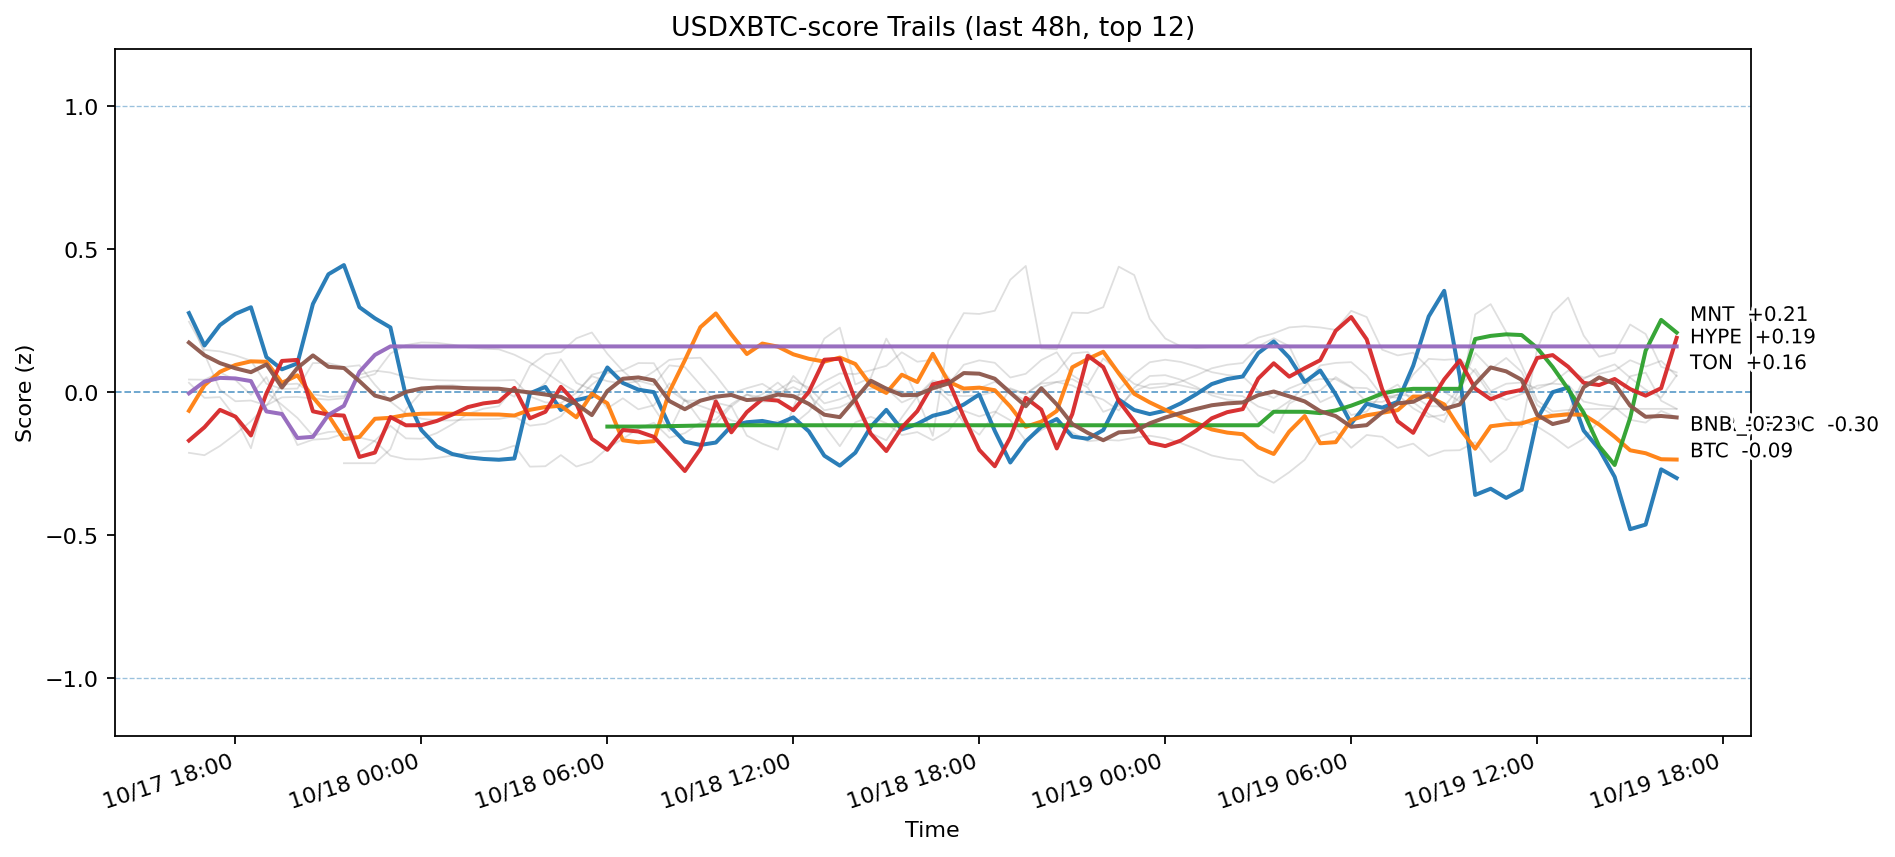 USDXBTC-score Trails (last 48h, top 12)
Score (z)
1.0
0.5
0.0
−0.5
−1.0
MNT +0.21
HYPE +0.19
TON +0.16
BNB -0.23
C -0.30
BTC -0.09
10/17 18:00
10/18 00:00
10/18 06:00
10/18 12:00
10/18 18:00
10/19 00:00
10/19 06:00
10/19 12:00
10/19 18:00
Time